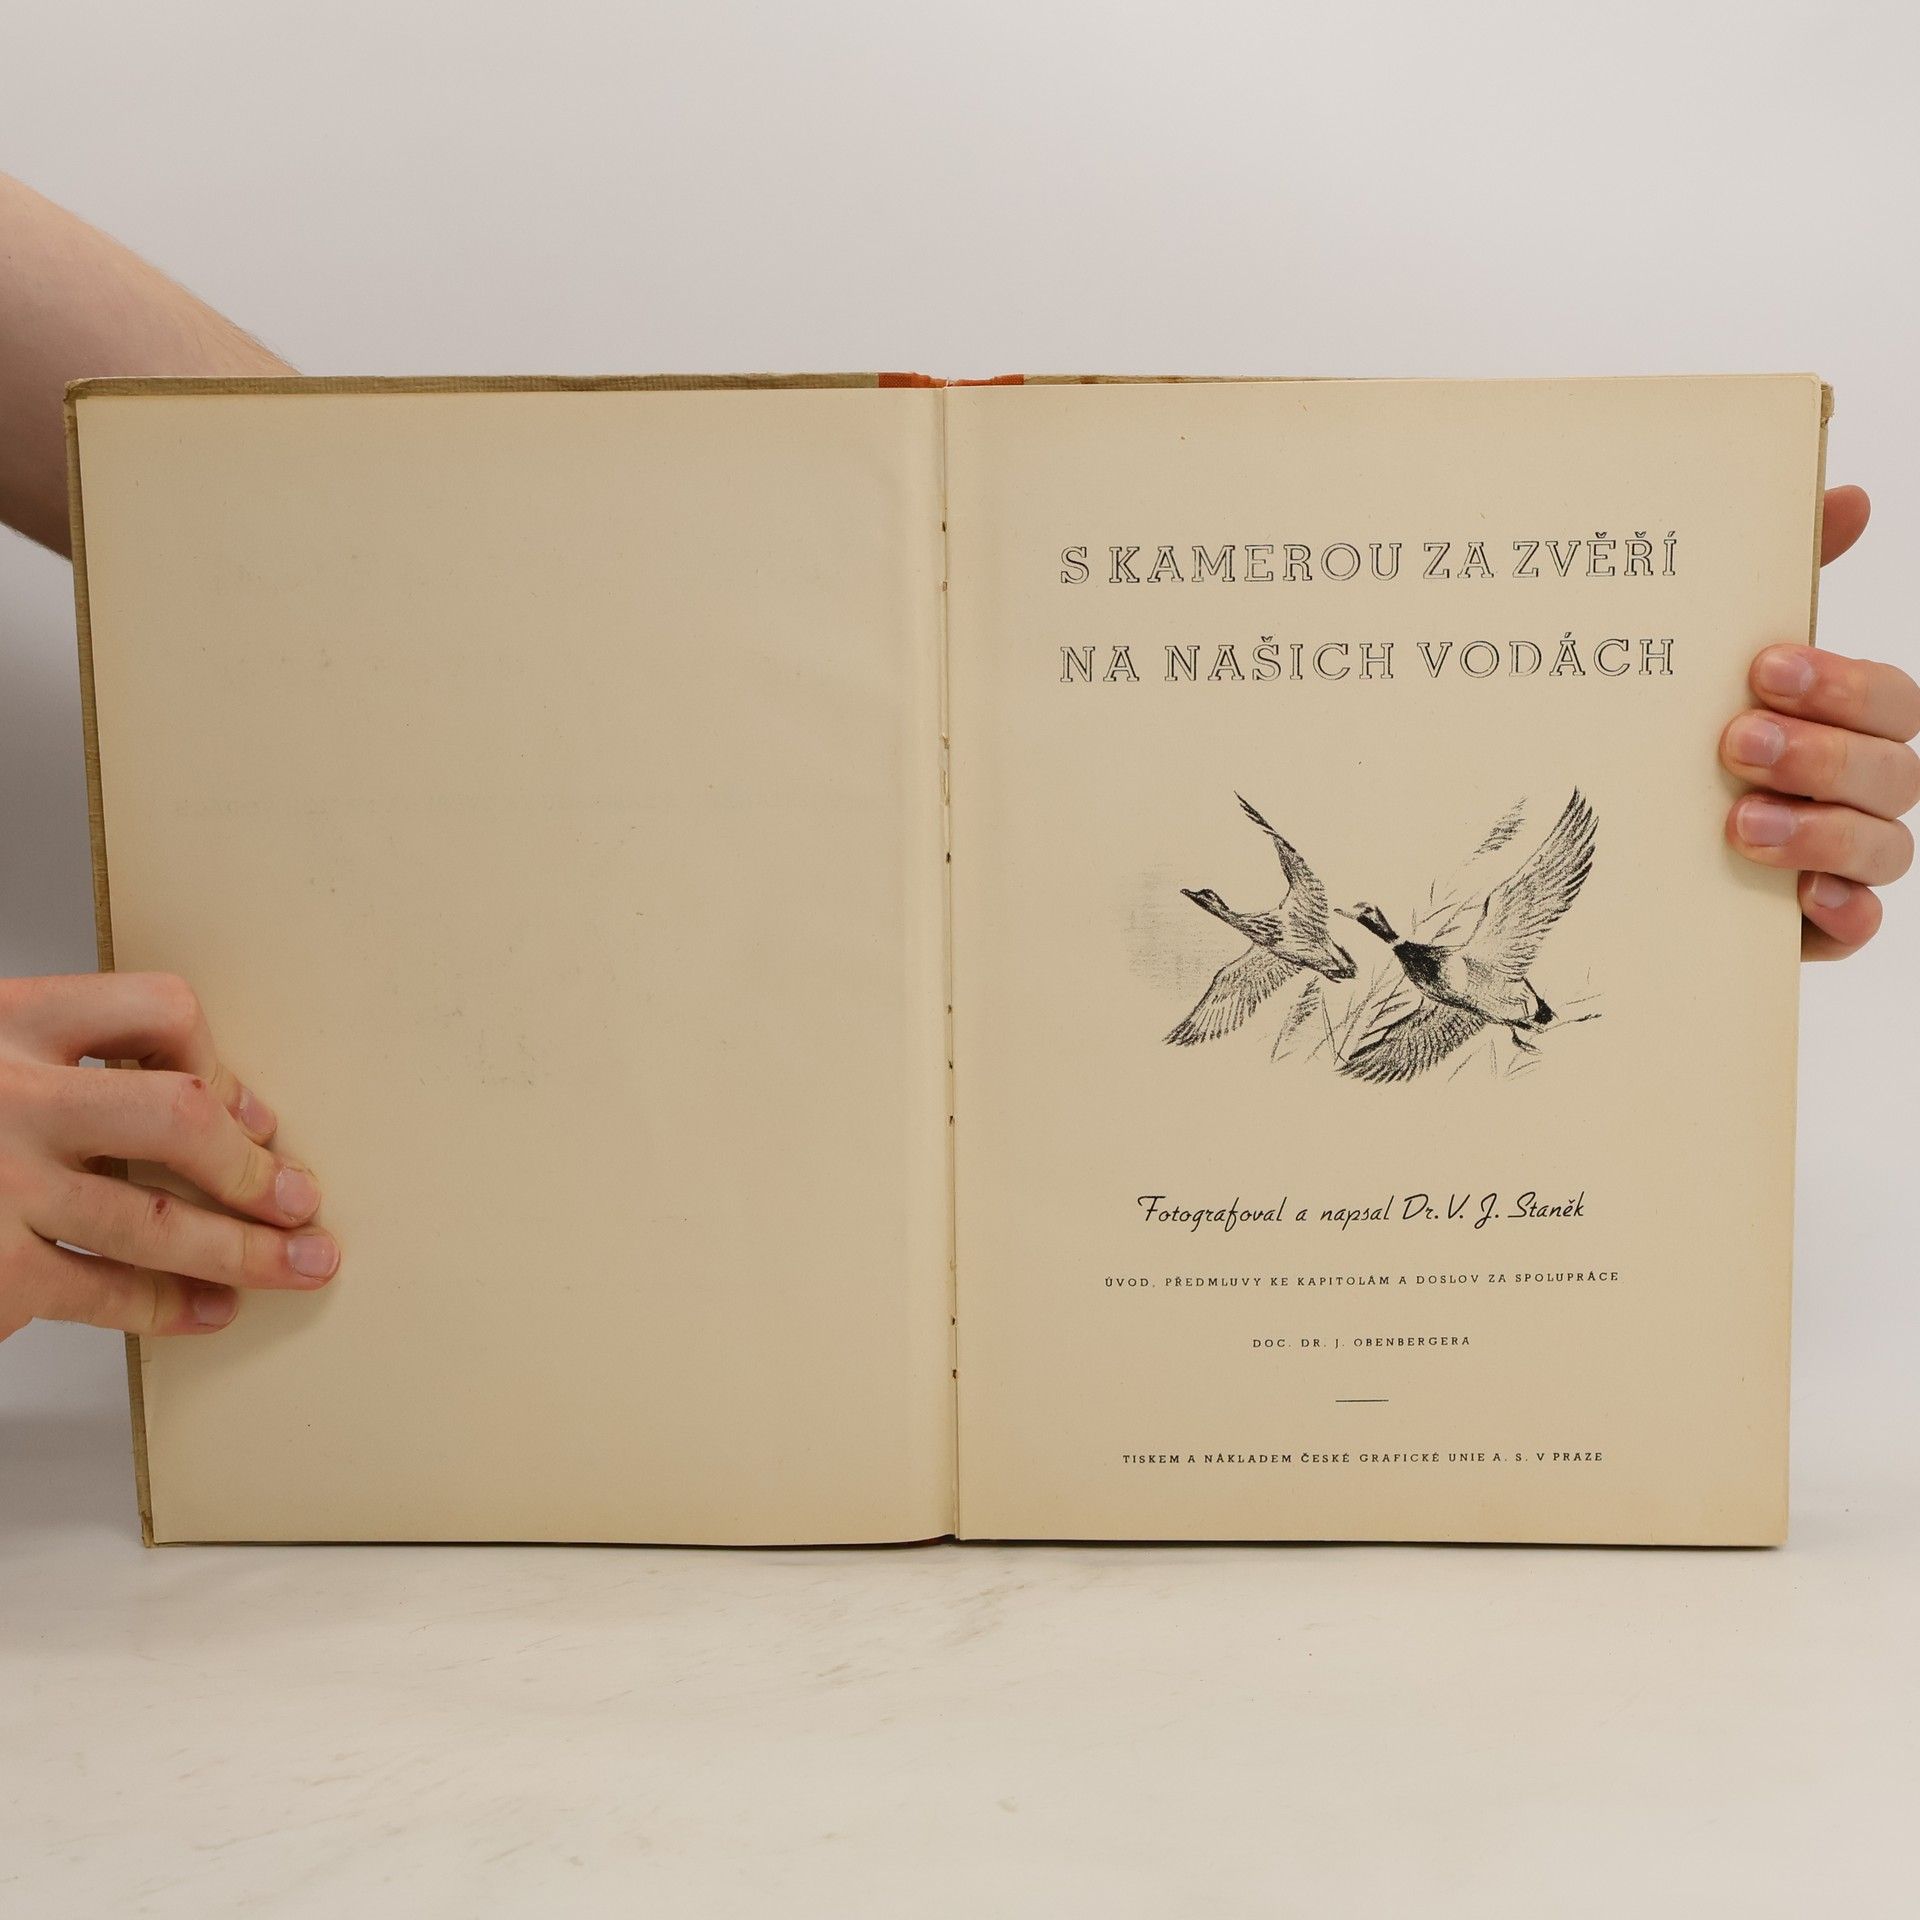 S KAMEROU ZA ZVĚŘÍ
NA NAŠICH VODÁCH
Fotografoval a napsal Dr. V. J. Staněk
ÚVOD, PŘEDMLUVY KE KAPITOLÁM A DOSLOV ZA SPOLUPRÁCE
DOC. DR. J. OBENBERGERA
TISKEM A NÁKLADEM ČESKÉ GRAFICKÉ UNIE A. S. V PRAZE